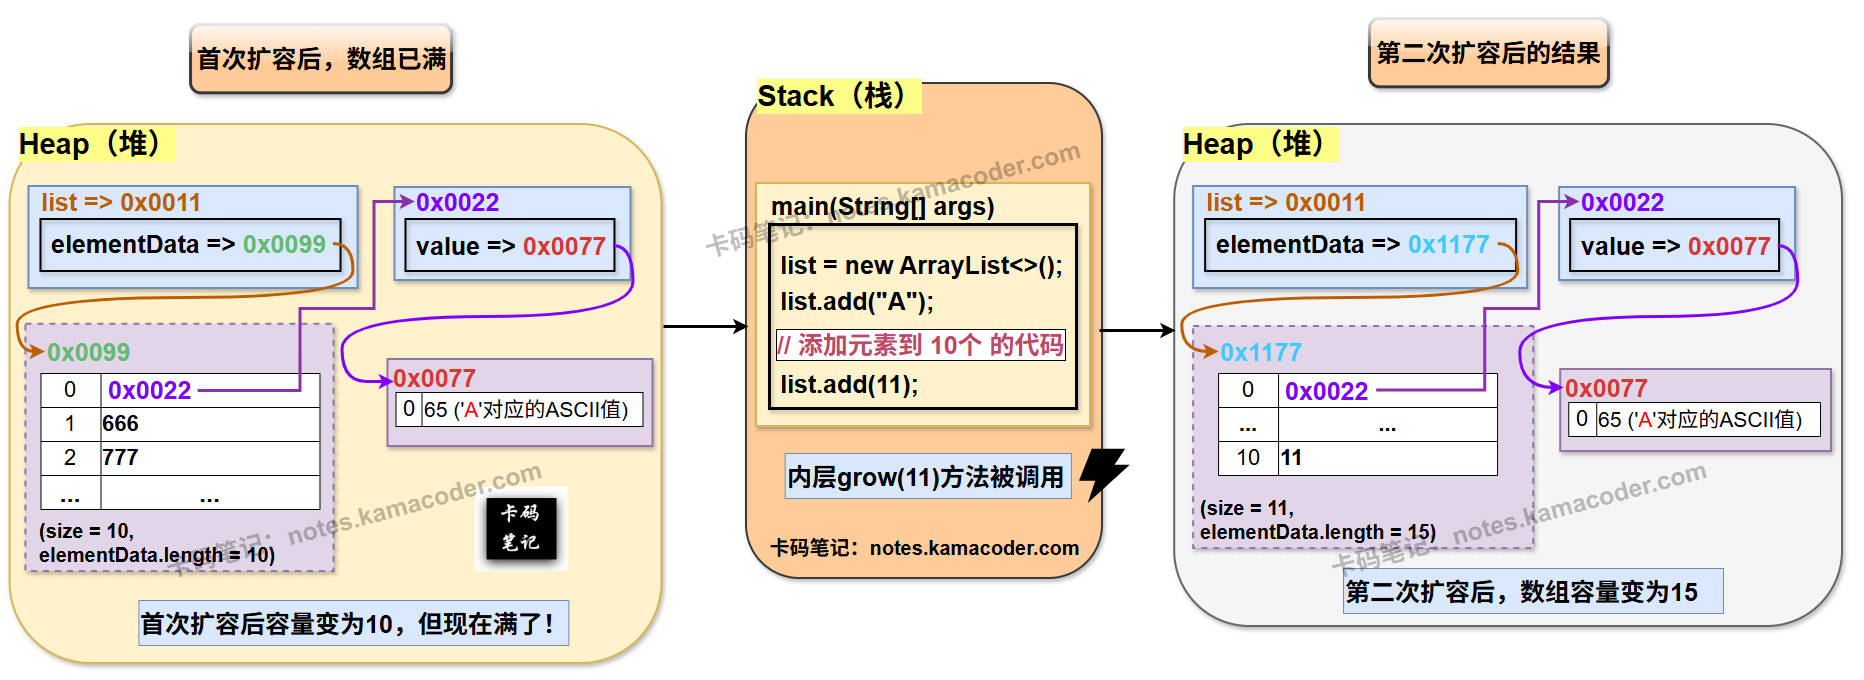 首次扩容后，数组已满
Heap（堆）
list => 0x0011
elementData => 0x0099
0x0022
value => 0x0077
0x0099
0 0x0022
1 666
2 777
... ...
(size = 10,
elementData.length = 10)
0x0077
0 65 ('A'对应的ASCII值)
卡码
笔记
卡码笔记：notes.kamacoder.com
首次扩容后容量变为10，但现在满了！
Stack（栈）
main(String[] args)
list = new ArrayList<>();
list.add("A");
// 添加元素到 10个 的代码
list.add(11);
内层grow(11)方法被调用
卡码笔记：notes.kamacoder.com
卡码笔记：notes.kamacoder.com
第二次扩容后的结果
Heap（堆）
list => 0x0011
elementData => 0x1177
0x0022
value => 0x0077
0x1177
0 0x0022
... ...
10 11
(size = 11,
elementData.length = 15)
0x0077
0 65 ('A'对应的ASCII值)
卡码笔记：notes.kamacoder.com
第二次扩容后，数组容量变为15